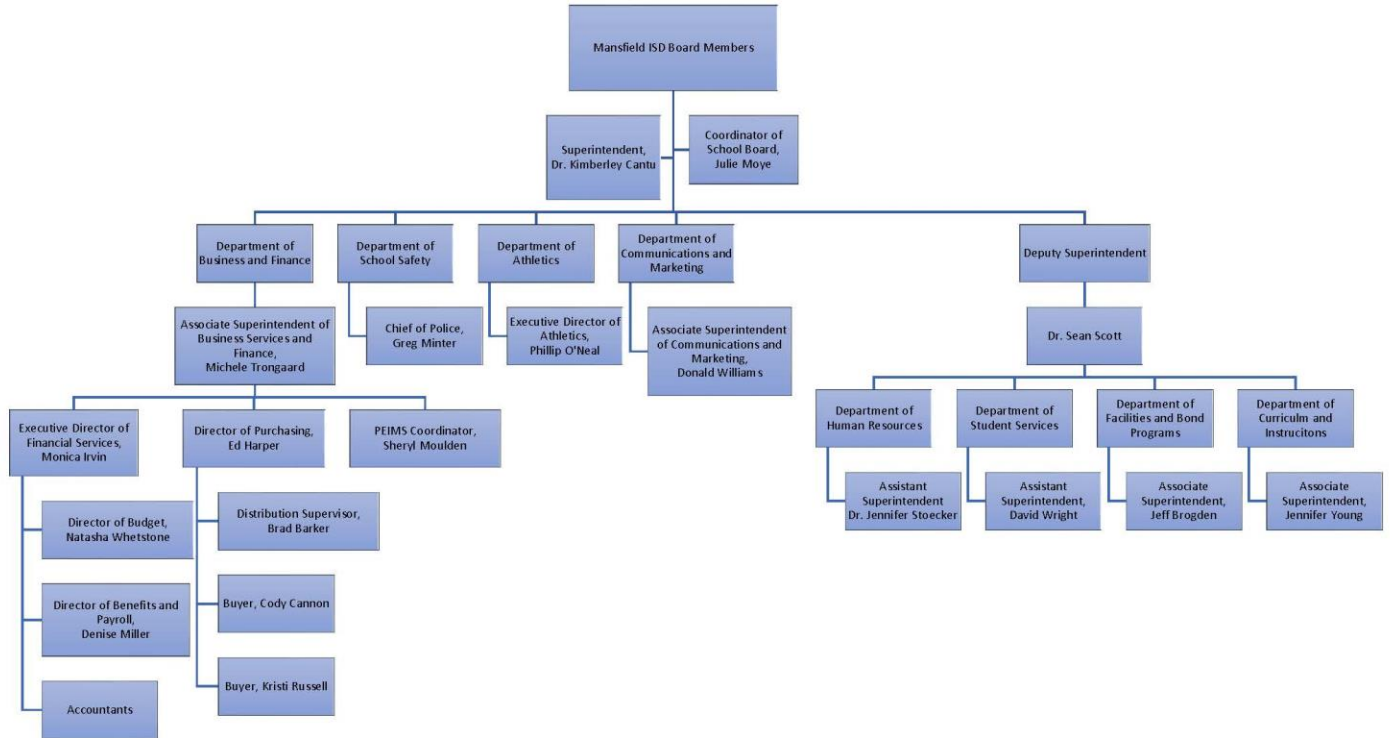 Mansfield ISD Board Members
Superintendent,
Dr. Kimberley Cantu
Coordinator of
School Board,
Julie Moye
Department of
Business and Finance
Department of
School Safety
Department of
Athletics
Department of
Communications and
Marketing
Deputy Superintendent
Associate Superintendent of
Business Services and
Finance,
Michele Trongaard
Chief of Police,
Greg Minter
Executive Director of
Athletics,
Phillip O'Neal
Associate Superintendent
of Communications and
Marketing,
Donald Williams
Dr. Sean Scott
Executive Director of
Financial Services,
Monica Irvin
Director of Purchasing,
Ed Harper
PEIMS Coordinator,
Sheryl Moulden
Department of
Human Resources
Department of
Student Services
Department of
Facilities and Bond
Programs
Department of
Curriculm and
Instrucitons
Assistant
Superintendent
Dr. Jennifer Stoecker
Assistant
Superintendent,
David Wright
Associate
Superintendent,
Jeff Brogden
Associate
Superintendent,
Jennifer Young
Director of Budget,
Natasha Whetstone
Distribution Supervisor,
Brad Barker
Director of Benefits and
Payroll,
Denise Miller
Buyer, Cody Cannon
Accountants
Buyer, Kristi Russell